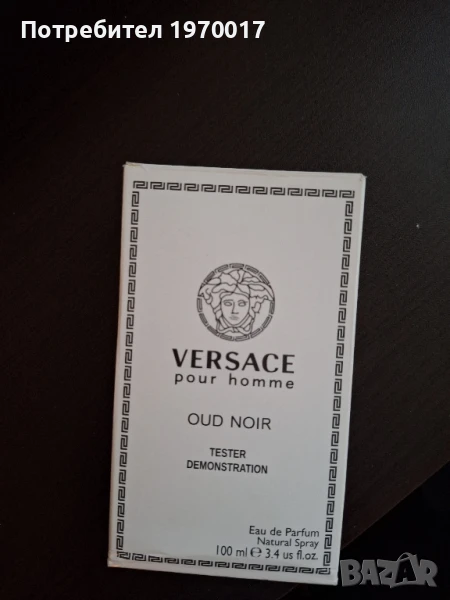 Потребител 1970017
VERSACE
pour homme
OUD NOIR
TESTER
DEMONSTRATION
Eau de Parfum
Natural Spray
100 ml ℮ 3.4 us fl.oz.
BAZAR